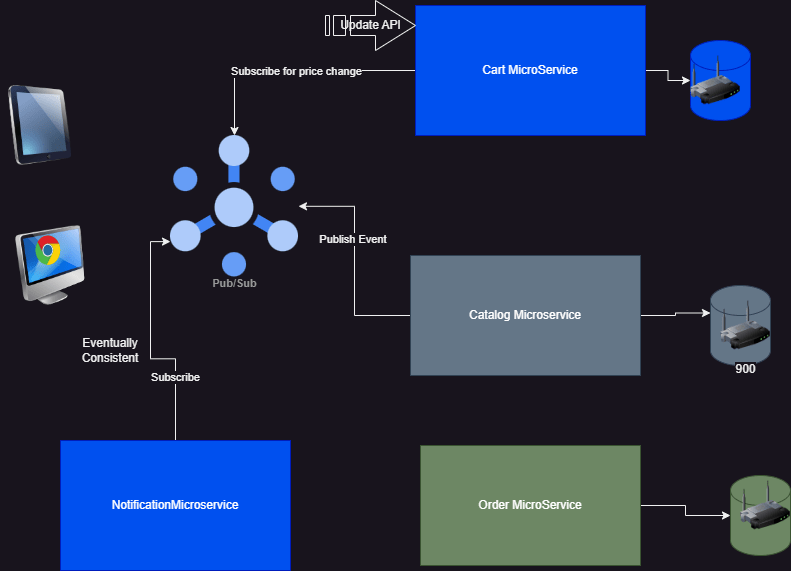 Update API
Cart MicroService
Subscribe for price change
Publish Event
Pub/Sub
Catalog Microservice
Eventually
Consistent
900
Subscribe
NotificationMicroservice
Order MicroService